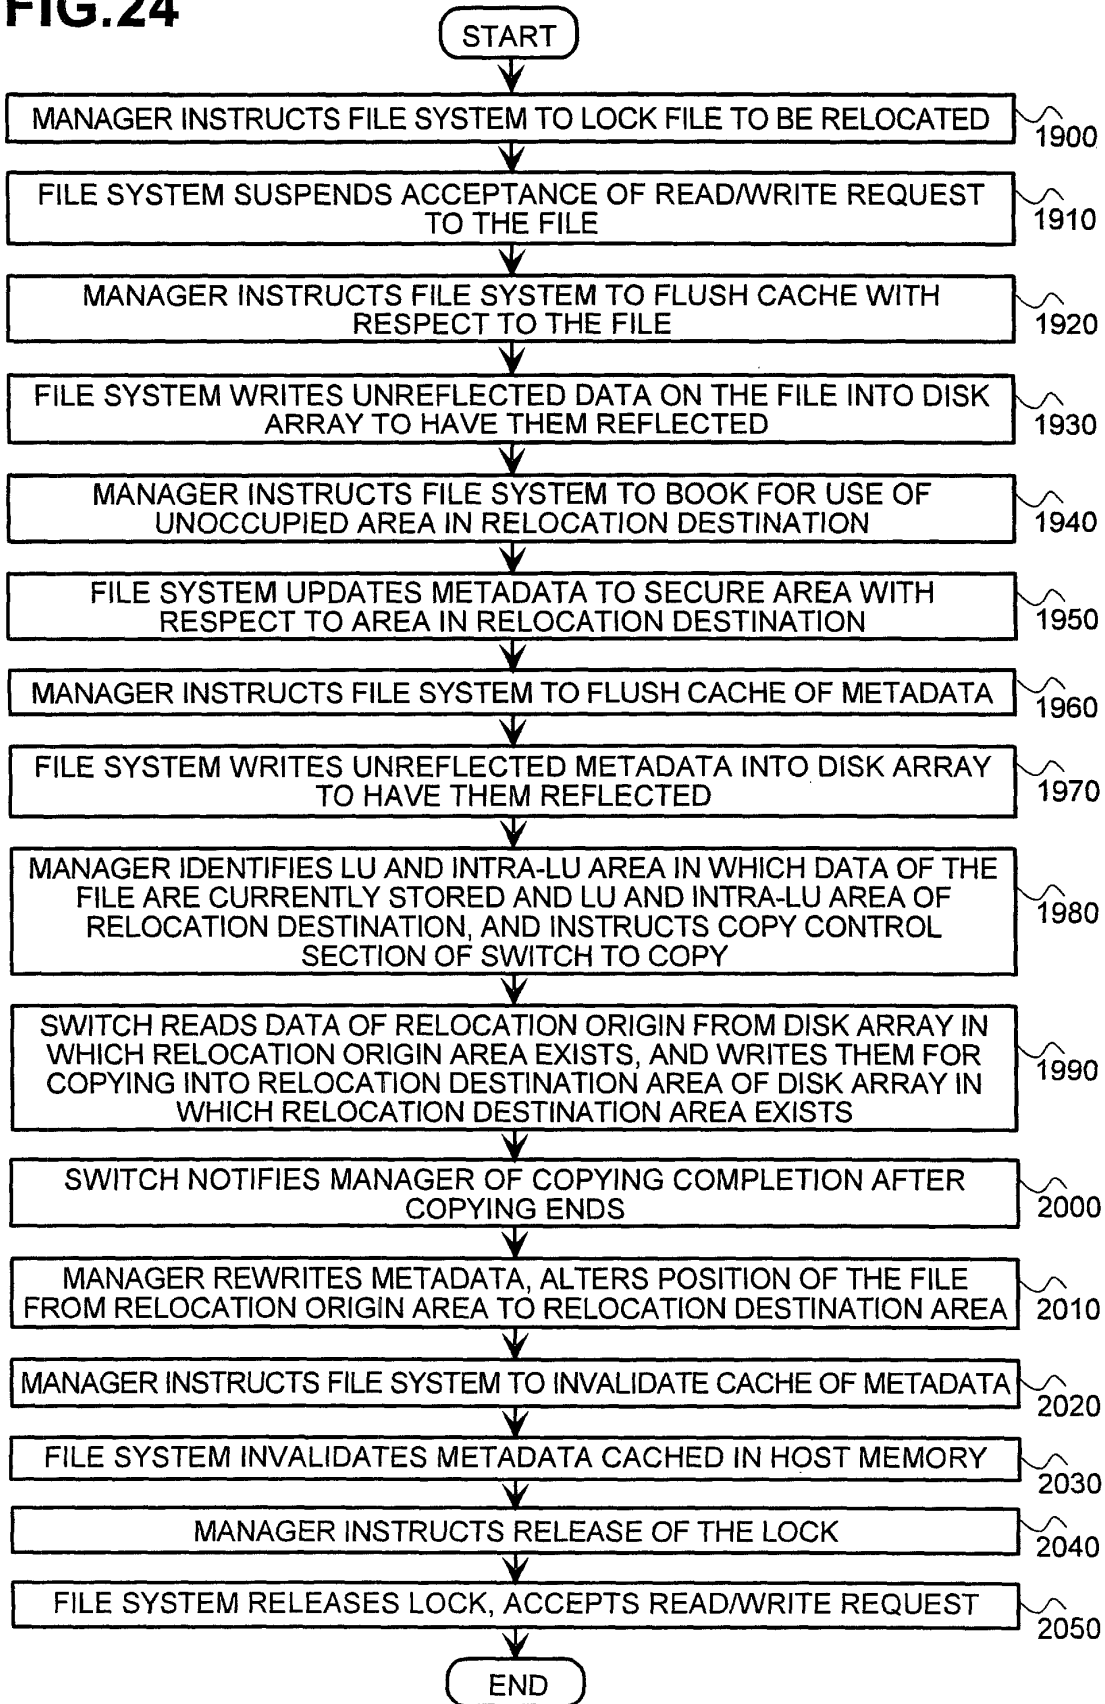 FIG.24
START
MANAGER INSTRUCTS FILE SYSTEM TO LOCK FILE TO BE RELOCATED
1900
FILE SYSTEM SUSPENDS ACCEPTANCE OF READ/WRITE REQUEST
TO THE FILE
1910
MANAGER INSTRUCTS FILE SYSTEM TO FLUSH CACHE WITH
RESPECT TO THE FILE
1920
FILE SYSTEM WRITES UNREFLECTED DATA ON THE FILE INTO DISK
ARRAY TO HAVE THEM REFLECTED
1930
MANAGER INSTRUCTS FILE SYSTEM TO BOOK FOR USE OF
UNOCCUPIED AREA IN RELOCATION DESTINATION
1940
FILE SYSTEM UPDATES METADATA TO SECURE AREA WITH
RESPECT TO AREA IN RELOCATION DESTINATION
1950
MANAGER INSTRUCTS FILE SYSTEM TO FLUSH CACHE OF METADATA
1960
FILE SYSTEM WRITES UNREFLECTED METADATA INTO DISK ARRAY
TO HAVE THEM REFLECTED
1970
MANAGER IDENTIFIES LU AND INTRA-LU AREA IN WHICH DATA OF THE
FILE ARE CURRENTLY STORED AND LU AND INTRA-LU AREA OF
RELOCATION DESTINATION, AND INSTRUCTS COPY CONTROL
SECTION OF SWITCH TO COPY
1980
SWITCH READS DATA OF RELOCATION ORIGIN FROM DISK ARRAY IN
WHICH RELOCATION ORIGIN AREA EXISTS, AND WRITES THEM FOR
COPYING INTO RELOCATION DESTINATION AREA OF DISK ARRAY IN
WHICH RELOCATION DESTINATION AREA EXISTS
1990
SWITCH NOTIFIES MANAGER OF COPYING COMPLETION AFTER
COPYING ENDS
2000
MANAGER REWRITES METADATA, ALTERS POSITION OF THE FILE
FROM RELOCATION ORIGIN AREA TO RELOCATION DESTINATION AREA
2010
MANAGER INSTRUCTS FILE SYSTEM TO INVALIDATE CACHE OF METADATA
2020
FILE SYSTEM INVALIDATES METADATA CACHED IN HOST MEMORY
2030
MANAGER INSTRUCTS RELEASE OF THE LOCK
2040
FILE SYSTEM RELEASES LOCK, ACCEPTS READ/WRITE REQUEST
2050
END